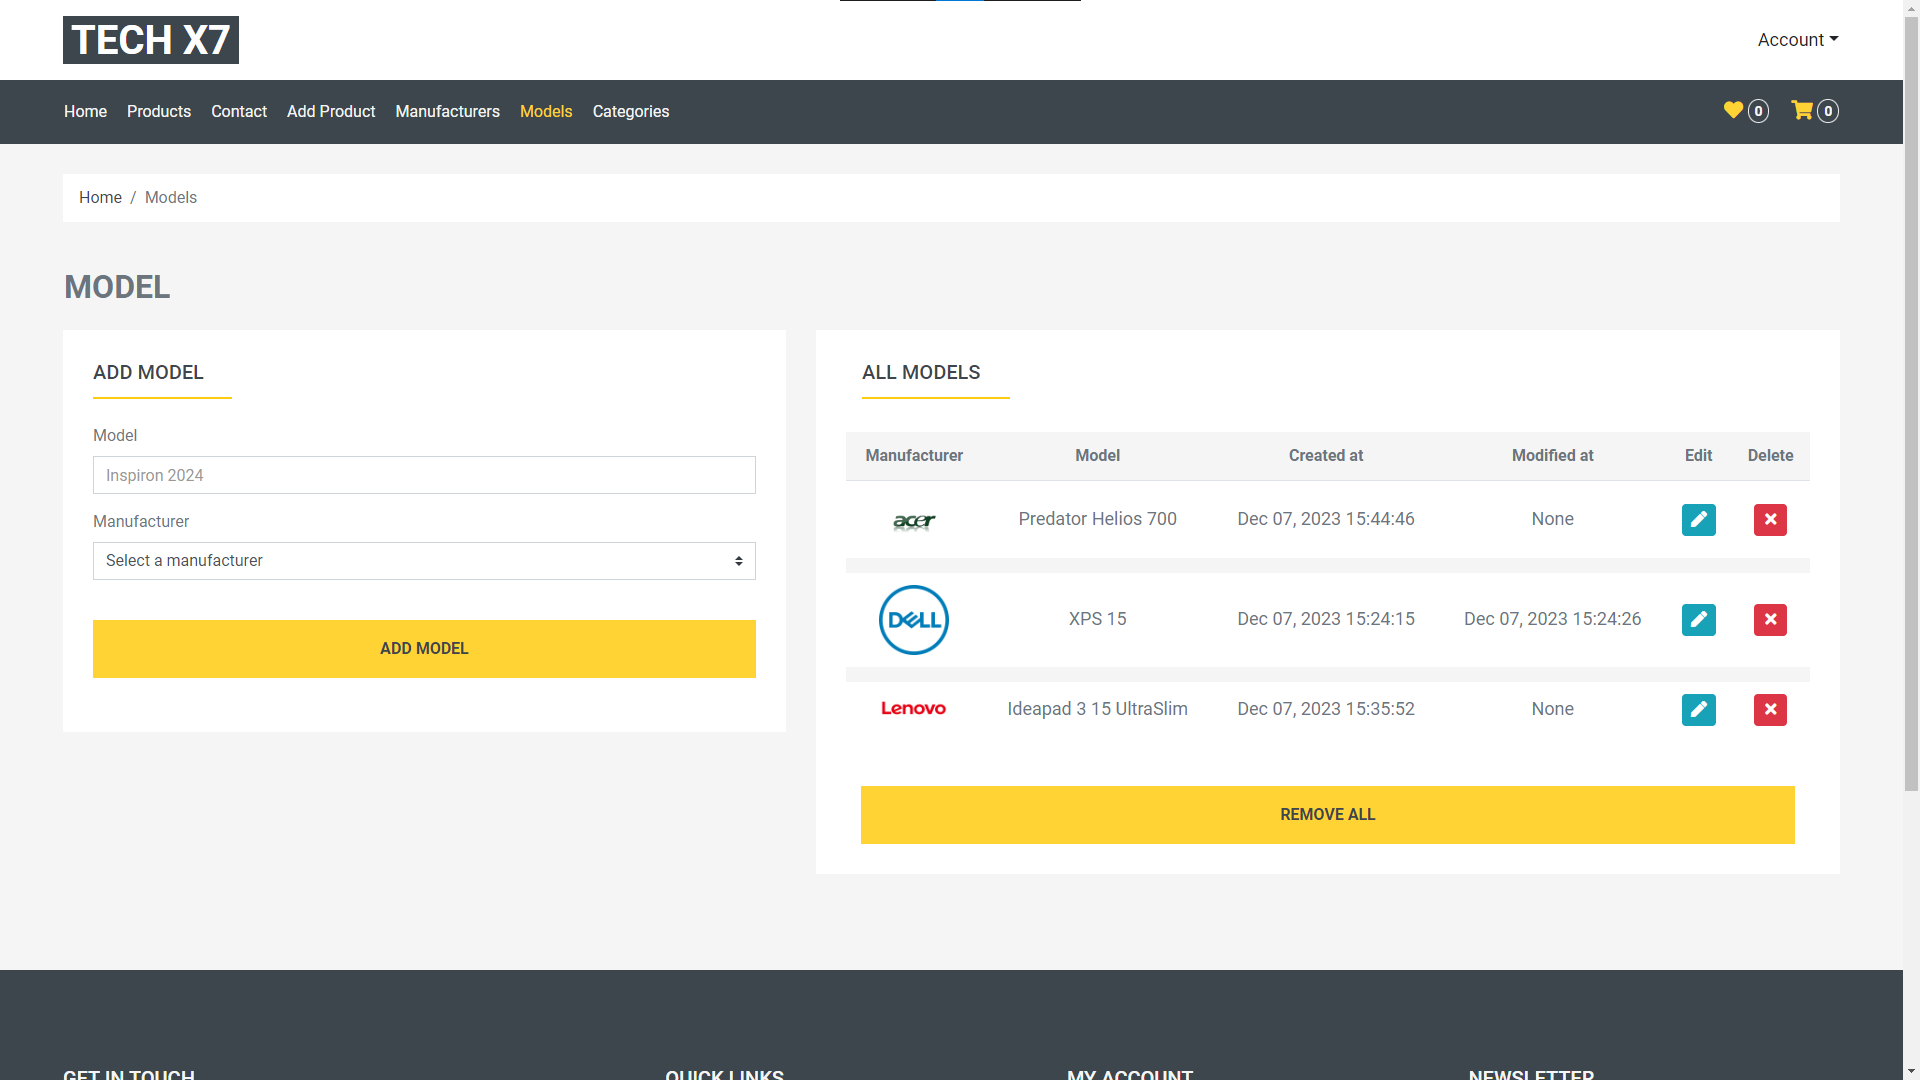 TECH X7
Account
Home Products Contact Add Product Manufacturers Models Categories 0 0
Home / Models
MODEL
ADD MODEL
Model
Inspiron 2024
Manufacturer
Select a manufacturer
ADD MODEL
ALL MODELS
Manufacturer Model Created at Modified at Edit Delete
acer Predator Helios 700 Dec 07, 2023 15:44:46 None
DELL XPS 15 Dec 07, 2023 15:24:15 Dec 07, 2023 15:24:26
Lenovo Ideapad 3 15 UltraSlim Dec 07, 2023 15:35:52 None
REMOVE ALL
GET IN TOUCH QUICK LINKS MY ACCOUNT NEWSLETTER